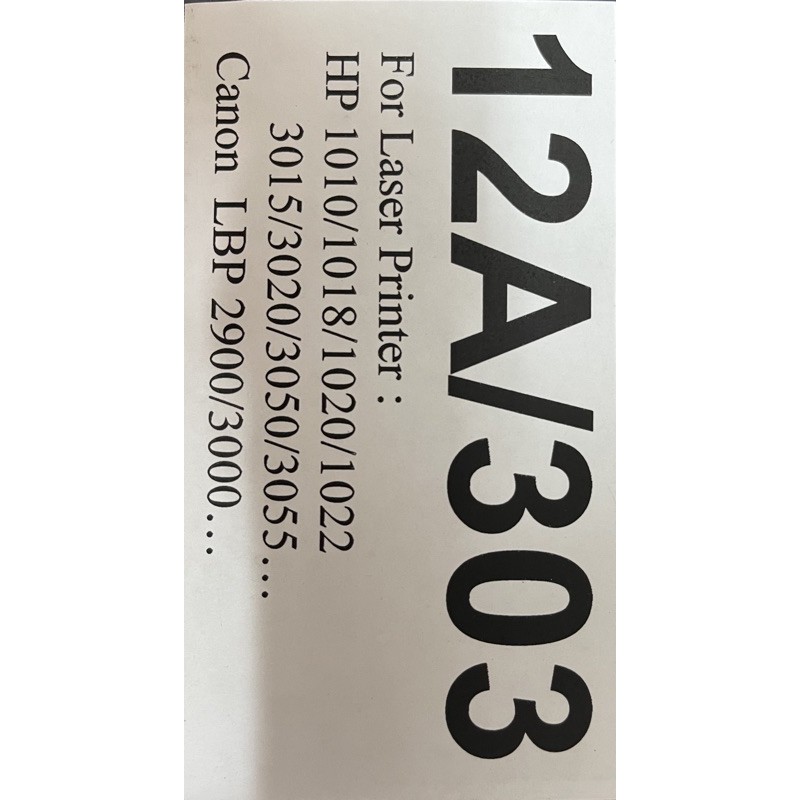 12A/303
For Laser Printer :
HP 1010/1018/1020/1022
3015/3020/3050/3055...
Canon LBP 2900/3000...